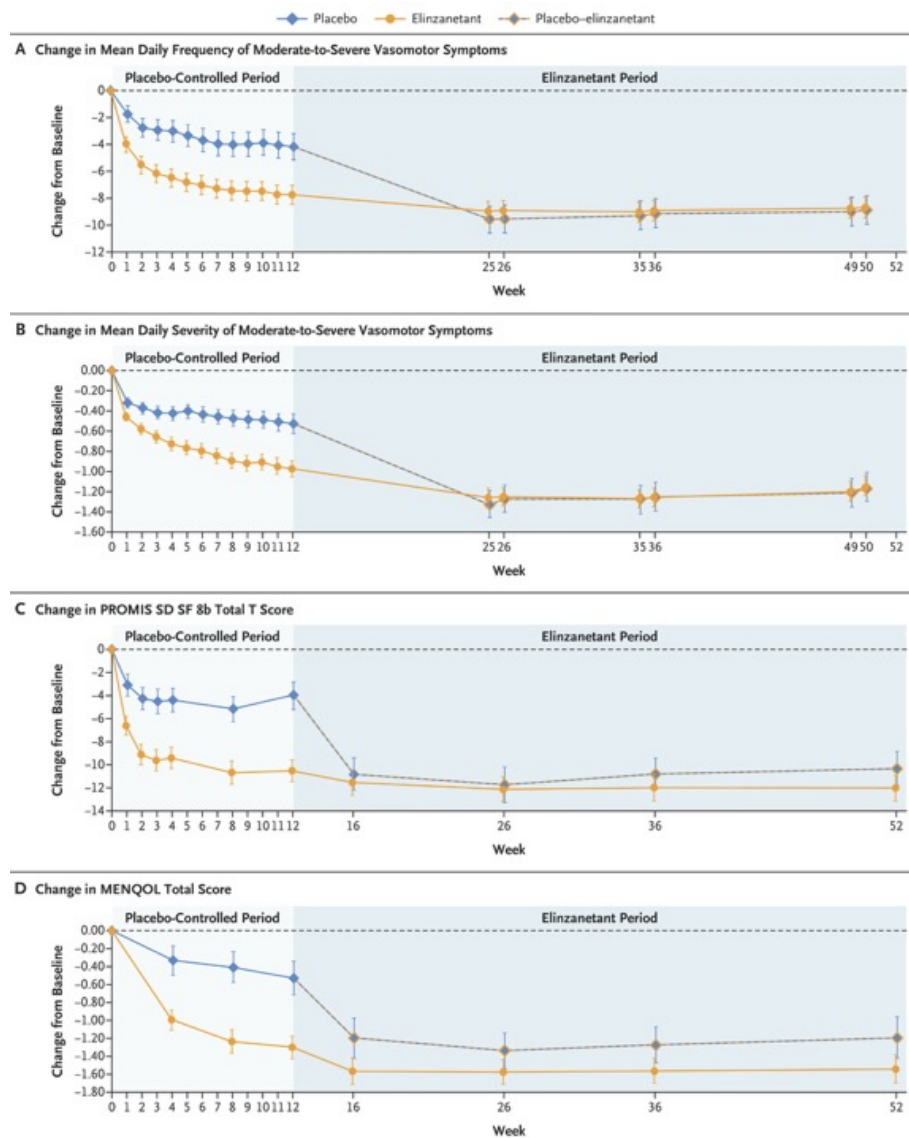 Placebo Elinzanetant Placebo–elinzanetant
A Change in Mean Daily Frequency of Moderate-to-Severe Vasomotor Symptoms
Placebo-Controlled Period Elinzanetant Period
Change from Baseline
0
−2
−4
−6
−8
−10
−12
0 1 2 3 4 5 6 7 8 9 10 11 12 25 26 35 36 49 50 52
Week
B Change in Mean Daily Severity of Moderate-to-Severe Vasomotor Symptoms
Placebo-Controlled Period Elinzanetant Period
Change from Baseline
0.00
−0.20
−0.40
−0.60
−0.80
−1.00
−1.20
−1.40
−1.60
0 1 2 3 4 5 6 7 8 9 10 11 12 25 26 35 36 49 50 52
Week
C Change in PROMIS SD SF 8b Total T Score
Placebo-Controlled Period Elinzanetant Period
Change from Baseline
0
−2
−4
−6
−8
−10
−12
−14
0 1 2 3 4 5 6 7 8 9 10 11 12 16 26 36 52
Week
D Change in MENQOL Total Score
Placebo-Controlled Period Elinzanetant Period
Change from Baseline
0.00
−0.20
−0.40
−0.60
−0.80
−1.00
−1.20
−1.40
−1.60
−1.80
0 1 2 3 4 5 6 7 8 9 10 11 12 16 26 36 52
Week